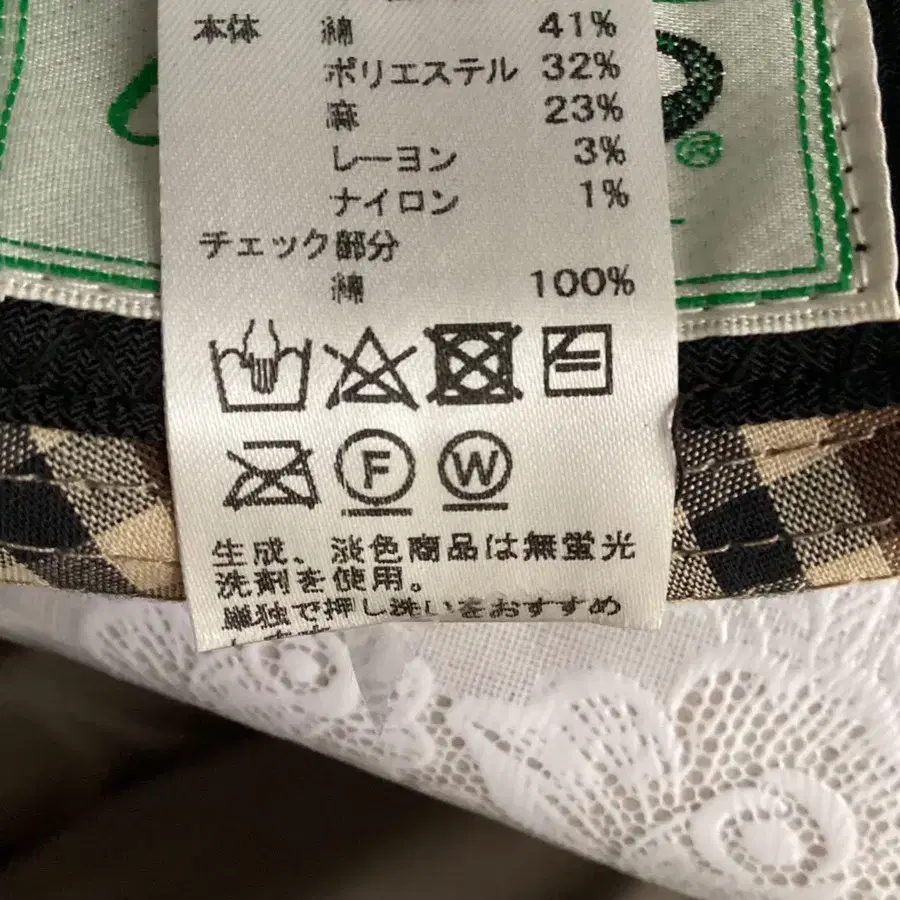 本体 綿 41%
ポリエステル 32%
麻 23%
レーヨン 3%
ナイロン 1%
チェック部分
綿 100%
F W
生成、淡色商品は無蛍光
洗剤を使用。
単独で押し洗いをおすすめ
®